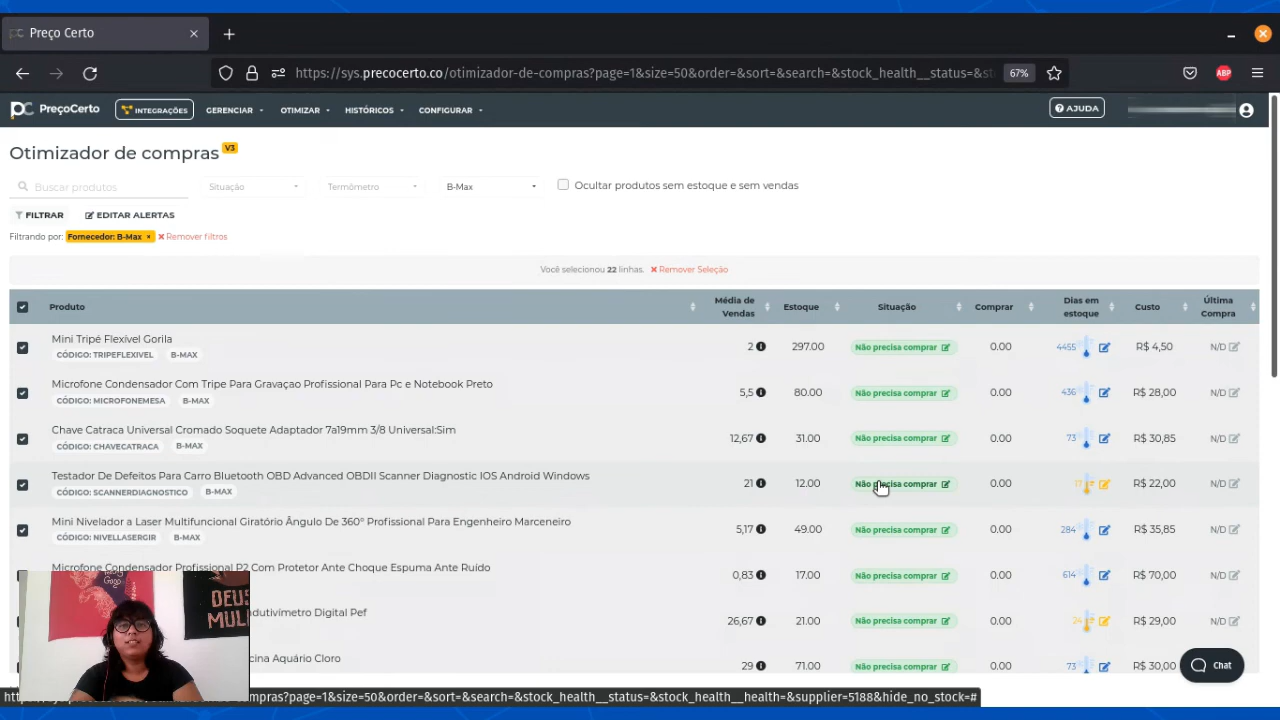 Preço Certo
https://sys.precocerto.co/otimizador-de-compras?page=1&size=50&order=&sort=&search=&stock_health__status=&st
67%
ABP
PreçoCerto
INTEGRAÇÕES
GERENCIAR
OTIMIZAR
HISTÓRICOS
CONFIGURAR
AJUDA
Otimizador de compras V3
Buscar produtos
Situação
Termômetro
B-Max
Ocultar produtos sem estoque e sem vendas
FILTRAR
EDITAR ALERTAS
Filtrando por: Fornecedor: B-Max × Remover filtros
Você selecionou 22 linhas. Remover Seleção
Produto Média de Vendas Estoque Situação Comprar Dias em estoque Custo Última Compra
Mini Tripé Flexível Gorila
CÓDIGO: TRIPEFLEXIVEL B-MAX
2 297.00 Não precisa comprar 0.00 4455 R$ 4,50 N/D
Microfone Condensador Com Tripe Para Gravaçao Profissional Para Pc e Notebook Preto
CÓDIGO: MICROFONEMESA B-MAX
5,5 80.00 Não precisa comprar 0.00 436 R$ 28,00 N/D
Chave Catraca Universal Cromado Soquete Adaptador 7a19mm 3/8 Universal:Sim
CÓDIGO: CHAVECATRACA B-MAX
12,67 31.00 Não precisa comprar 0.00 73 R$ 30,85 N/D
Testador De Defeitos Para Carro Bluetooth OBD Advanced OBDII Scanner Diagnostic IOS Android Windows
CÓDIGO: SCANNERDIAGNOSTICO B-MAX
21 12.00 Não precisa comprar 0.00 17 R$ 22,00 N/D
Mini Nivelador a Laser Multifuncional Giratório Ângulo De 360° Profissional Para Engenheiro Marceneiro
CÓDIGO: NIVELLASERGIR B-MAX
5,17 49.00 Não precisa comprar 0.00 284 R$ 35,85 N/D
Microfone Condensador Profissional P2 Com Protetor Ante Choque Espuma Ante Ruído
0,83 17.00 Não precisa comprar 0.00 614 R$ 70,00 N/D
dutivímetro Digital Pef
26,67 21.00 Não precisa comprar 0.00 24 R$ 29,00 N/D
cina Aquário Cloro
29 71.00 Não precisa comprar 0.00 73 R$ 30,00 N/D
DEUS
Chat
mpras?page=1&size=50&order=&sort=&search=&stock_health__status=&stock_health__health=&supplier=5188&hide_no_stock=#